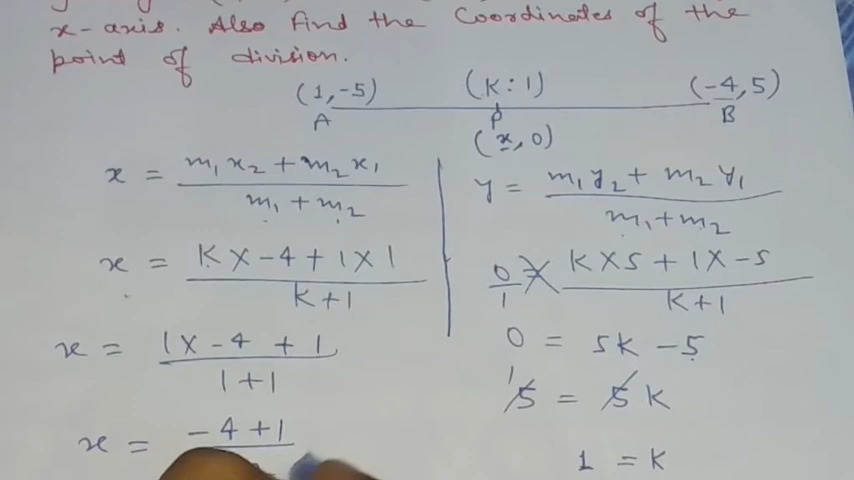 x-axis. Also find the coordinates of the
point of division.
(1,-5) (K:1) (-4,5)
A P B
(x,0)
x = m₁x₂ + m₂x₁ / m₁ + m₂
y = m₁y₂ + m₂y₁ / m₁+m₂
x = K×-4+1×1 / K+1
0/1 = K×5+1×-5 / K+1
x = 1×-4+1 / 1+1
0 = 5K-5
1 5 = 5K
x = -4+1
1 = K